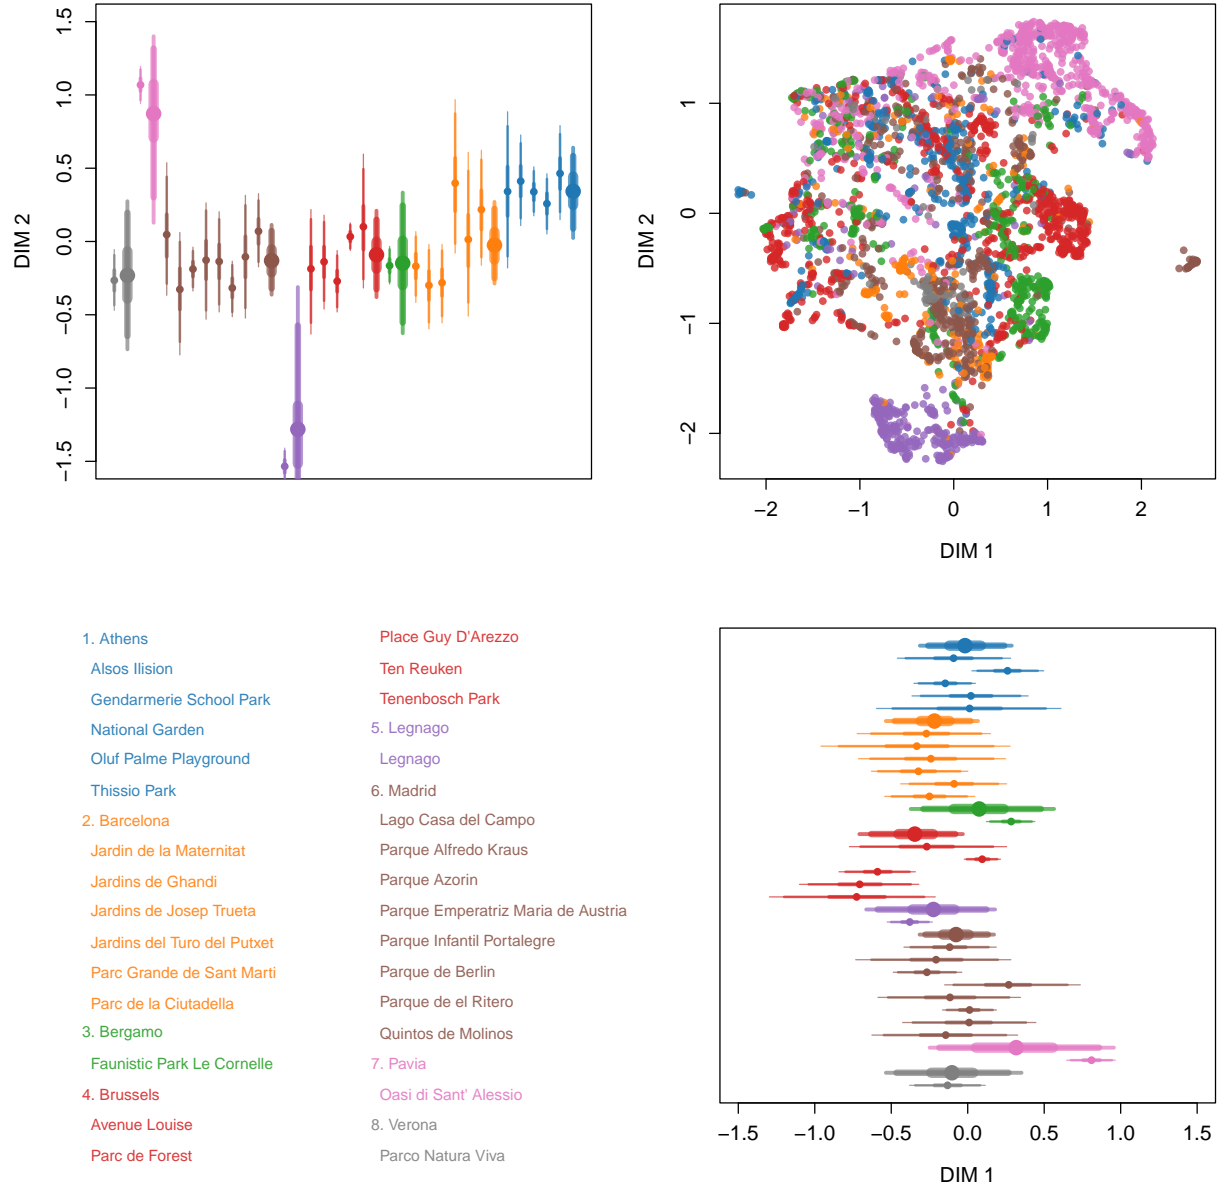 1.5
1.0
0.5
0.0
−0.5
−1.0
−1.5
DIM 2
1
0
−1
−2
DIM 2
−2 −1 0 1 2
DIM 1
1. Athens
Alsos Ilision
Gendarmerie School Park
National Garden
Oluf Palme Playground
Thissio Park
2. Barcelona
Jardin de la Maternitat
Jardins de Ghandi
Jardins de Josep Trueta
Jardins del Turo del Putxet
Parc Grande de Sant Marti
Parc de la Ciutadella
3. Bergamo
Faunistic Park Le Cornelle
4. Brussels
Avenue Louise
Parc de Forest
Place Guy D'Arezzo
Ten Reuken
Tenenbosch Park
5. Legnago
Legnago
6. Madrid
Lago Casa del Campo
Parque Alfredo Kraus
Parque Azorin
Parque Emperatriz Maria de Austria
Parque Infantil Portalegre
Parque de Berlin
Parque de el Ritero
Quintos de Molinos
7. Pavia
Oasi di Sant' Alessio
8. Verona
Parco Natura Viva
−1.5 −1.0 −0.5 0.0 0.5 1.0 1.5
DIM 1